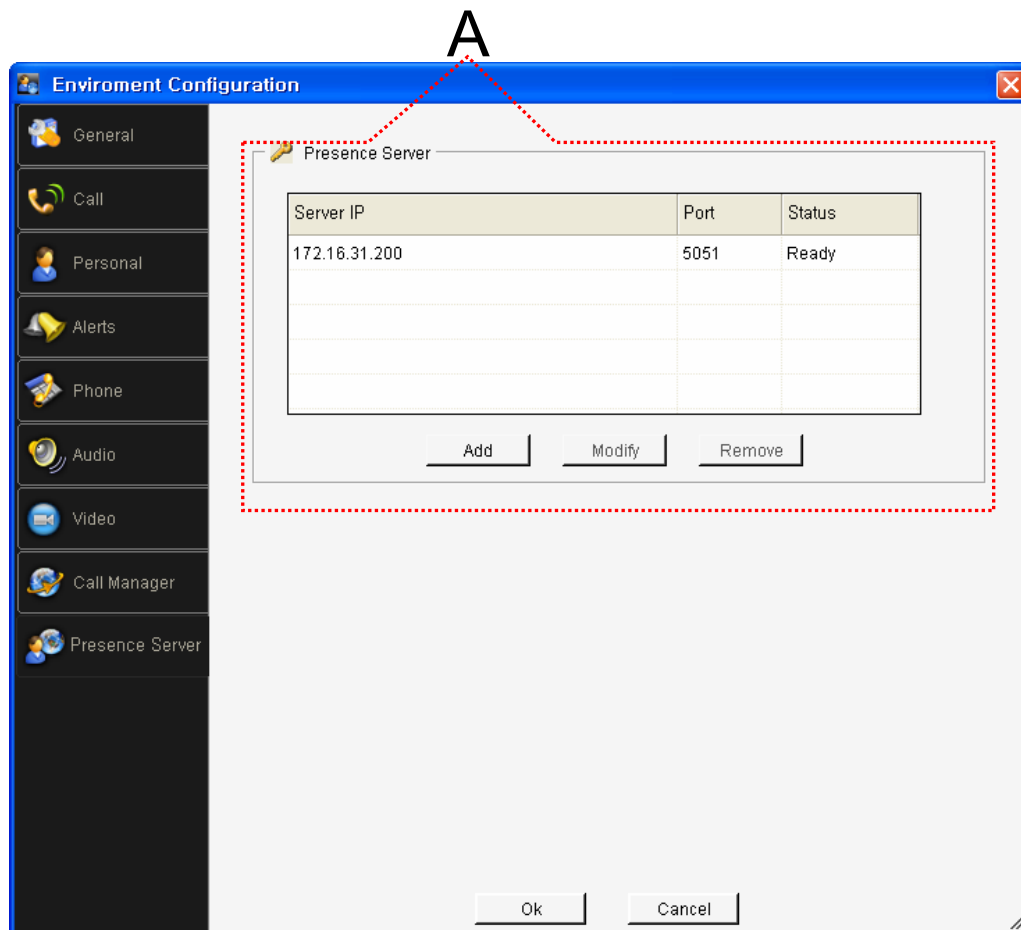 A
Enviroment Configuration
General
Call
Personal
Alerts
Phone
Audio
Video
Call Manager
Presence Server
Presence Server
Server IP Port Status
172.16.31.200 5051 Ready
Add Modify Remove
Ok Cancel